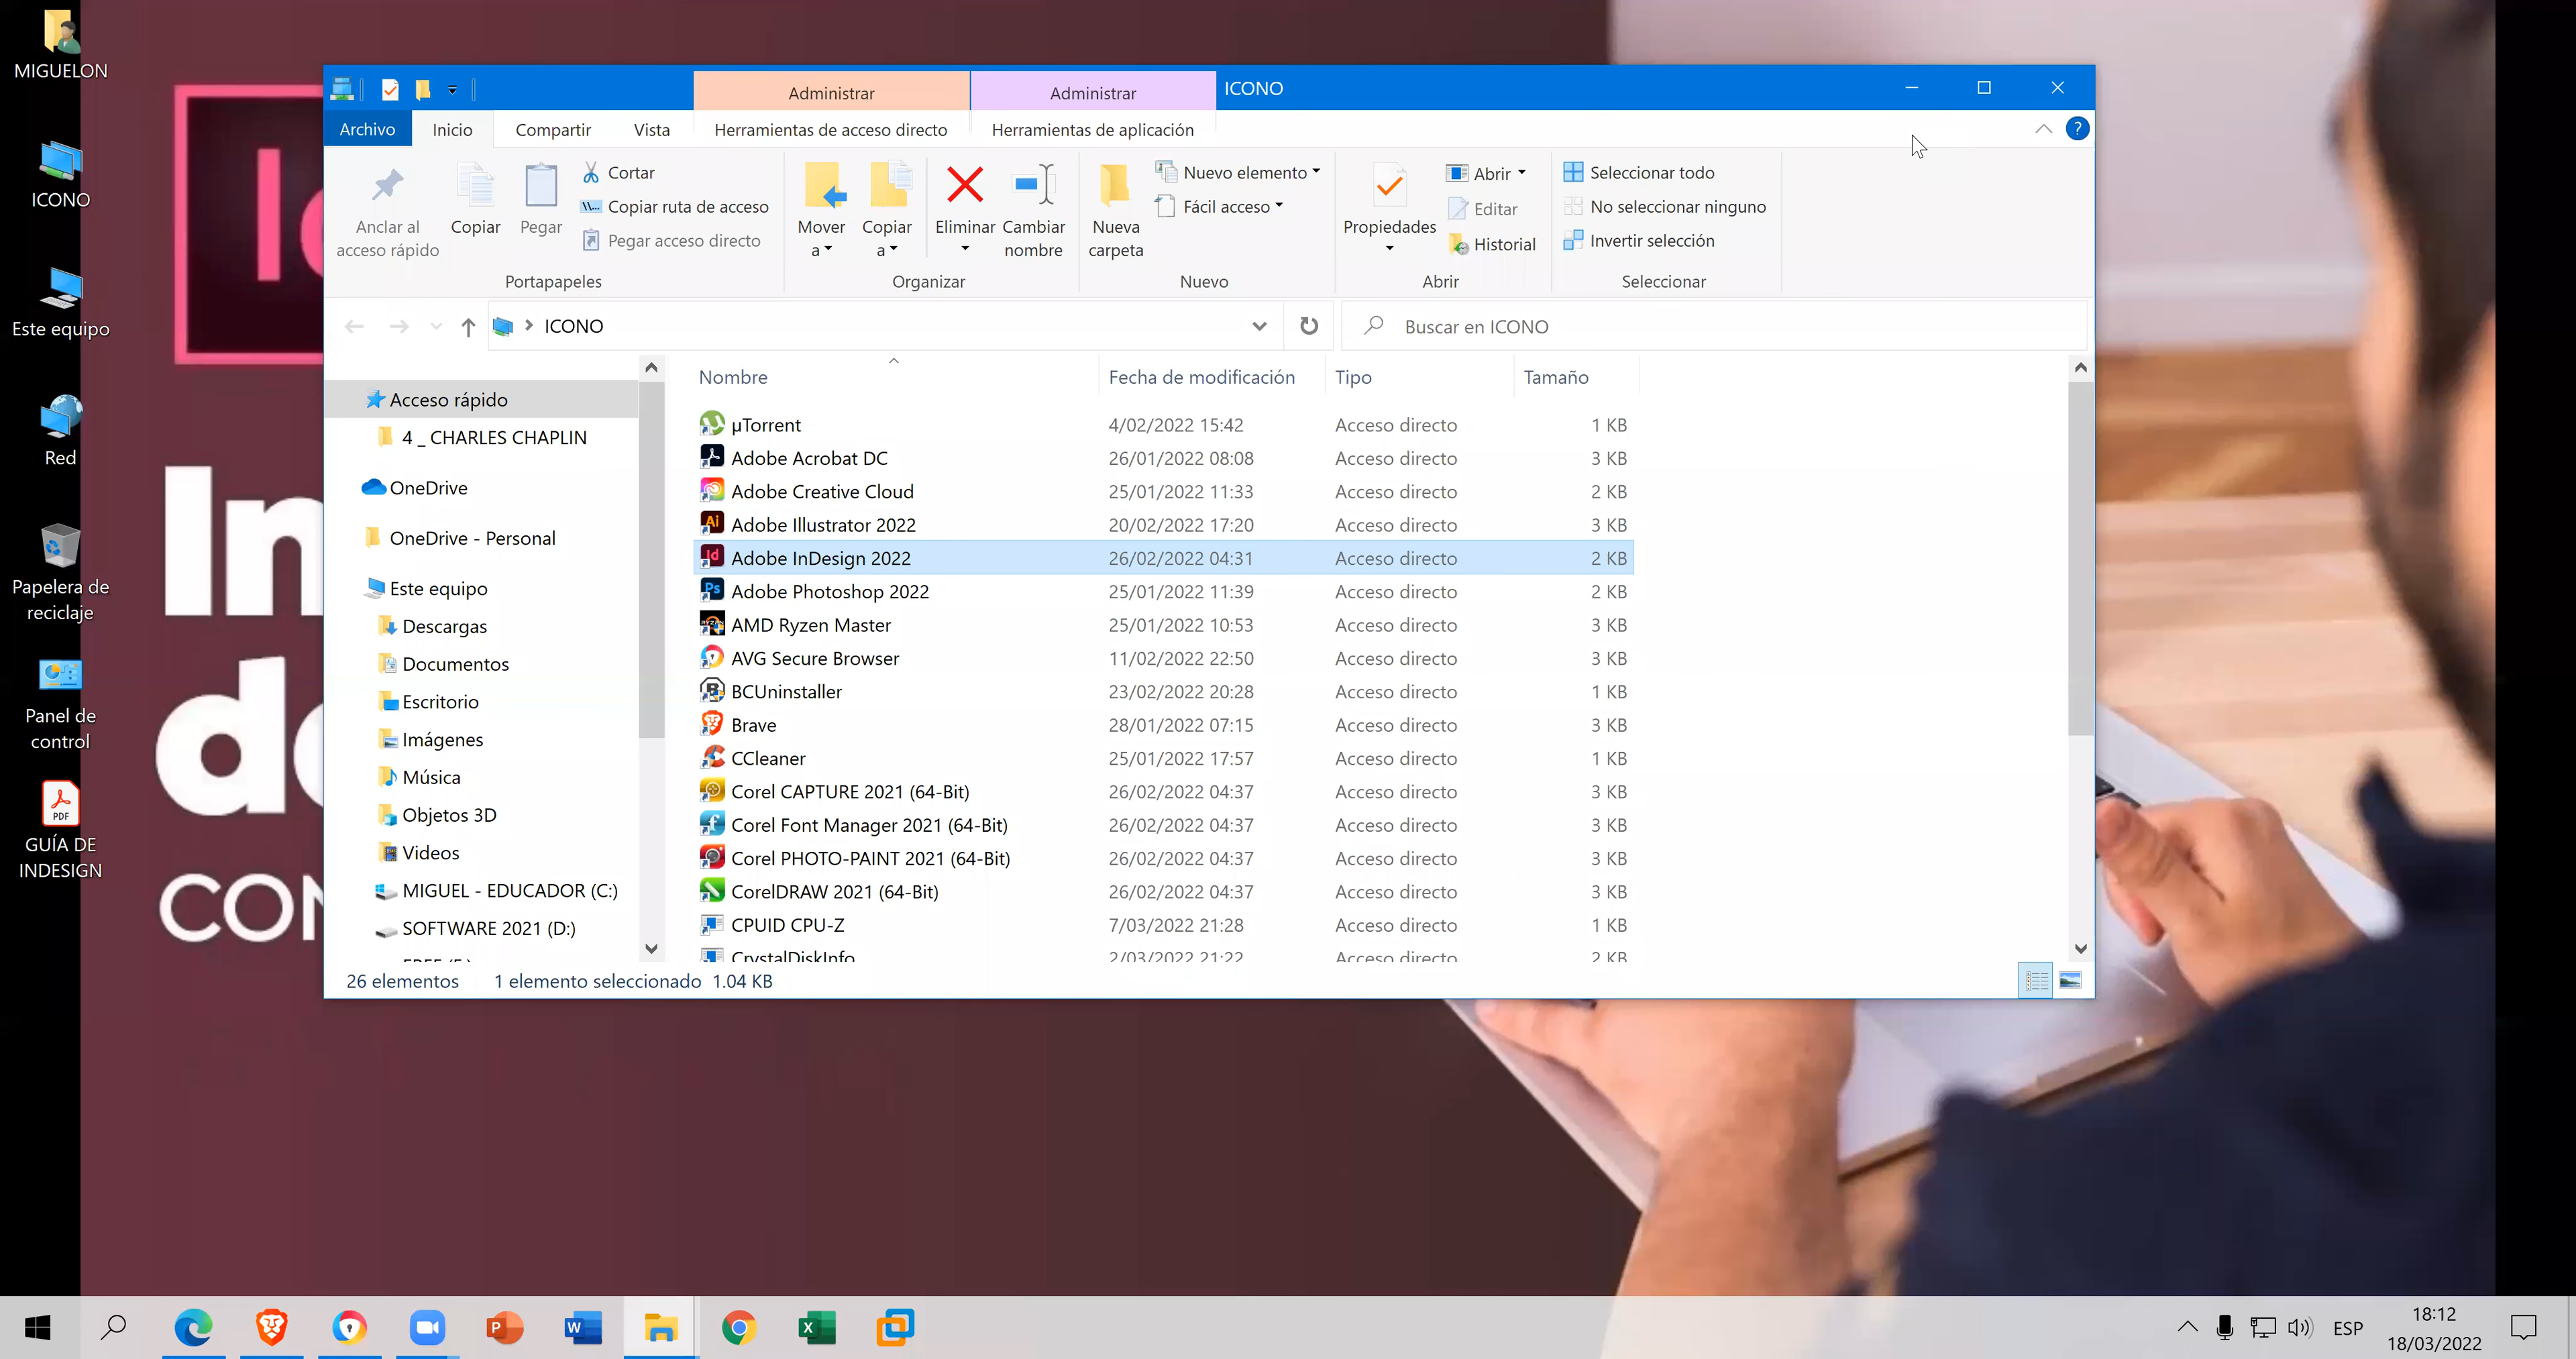 MIGUELON
ICONO
Este equipo
Red
Papelera de
reciclaje
Panel de
control
PDF
GUÍA DE
INDESIGN
In
de
CON
Administrar
Administrar
ICONO
Archivo
Inicio
Compartir
Vista
Herramientas de acceso directo
Herramientas de aplicación
Anclar al
acceso rápido
Copiar
Pegar
Cortar
Copiar ruta de acceso
Pegar acceso directo
Portapapeles
Mover
a
Copiar
a
Eliminar
Cambiar
nombre
Organizar
Nueva
carpeta
Nuevo elemento
Fácil acceso
Nuevo
Propiedades
Abrir
Editar
Historial
Abrir
Seleccionar todo
No seleccionar ninguno
Invertir selección
Seleccionar
ICONO
Buscar en ICONO
Acceso rápido
4 _ CHARLES CHAPLIN
OneDrive
OneDrive - Personal
Este equipo
Descargas
Documentos
Escritorio
Imágenes
Música
Objetos 3D
Videos
MIGUEL - EDUCADOR (C:)
SOFTWARE 2021 (D:)
Nombre Fecha de modificación Tipo Tamaño
µTorrent 4/02/2022 15:42 Acceso directo 1 KB
Adobe Acrobat DC 26/01/2022 08:08 Acceso directo 3 KB
Adobe Creative Cloud 25/01/2022 11:33 Acceso directo 2 KB
Adobe Illustrator 2022 20/02/2022 17:20 Acceso directo 3 KB
Adobe InDesign 2022 26/02/2022 04:31 Acceso directo 2 KB
Adobe Photoshop 2022 25/01/2022 11:39 Acceso directo 2 KB
AMD Ryzen Master 25/01/2022 10:53 Acceso directo 3 KB
AVG Secure Browser 11/02/2022 22:50 Acceso directo 3 KB
BCUninstaller 23/02/2022 20:28 Acceso directo 1 KB
Brave 28/01/2022 07:15 Acceso directo 3 KB
CCleaner 25/01/2022 17:57 Acceso directo 1 KB
Corel CAPTURE 2021 (64-Bit) 26/02/2022 04:37 Acceso directo 3 KB
Corel Font Manager 2021 (64-Bit) 26/02/2022 04:37 Acceso directo 3 KB
Corel PHOTO-PAINT 2021 (64-Bit) 26/02/2022 04:37 Acceso directo 3 KB
CorelDRAW 2021 (64-Bit) 26/02/2022 04:37 Acceso directo 3 KB
CPUID CPU-Z 7/03/2022 21:28 Acceso directo 1 KB
CrystalDiskInfo 2/03/2022 21:22 Acceso directo 2 KB
26 elementos 1 elemento seleccionado 1.04 KB
ESP
18:12
18/03/2022